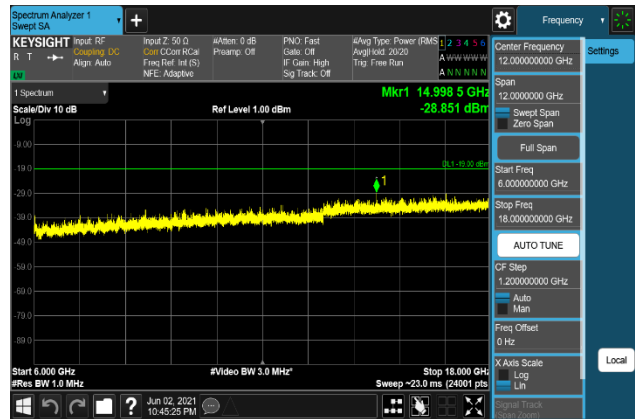 Spectrum Analyzer 1
Swept SA
Frequency
KEYSIGHT
R T
LW
Input: RF
Coupling: DC
Align: Auto
Input Z: 50 Ω
Corr CCorr RCal
Freq Ref: Int (S)
NFE: Adaptive
#Atten: 0 dB
Preamp: Off
PNO: Fast
Gate: Off
IF Gain: High
Sig Track: Off
#Avg Type: Power (RMS
Avg|Hold: 20/20
Trig: Free Run
1 2 3 4 5 6
A W W W W W
A N N N N N
1 Spectrum
Mkr1 14.998 5 GHz
Scale/Div 10 dB
Ref Level 1.00 dBm
-28.851 dBm
Log
-9.00
-19.0
DL1 -19.00 dBm
1
-29.0
-39.0
-49.0
-59.0
-69.0
-79.0
-89.0
Start 6.000 GHz
#Video BW 3.0 MHz*
Stop 18.000 GHz
#Res BW 1.0 MHz
Sweep ~23.0 ms (24001 pts
Jun 02, 2021
10:45:25 PM
Center Frequency
12.000000000 GHz
Settings
Span
12.0000000 GHz
Swept Span
Zero Span
Full Span
Start Freq
6.000000000 GHz
Stop Freq
18.000000000 GHz
AUTO TUNE
CF Step
1.200000000 GHz
Auto
Man
Freq Offset
0 Hz
X Axis Scale
Log
Lin
Local
Signal Track
(Span Zoom)